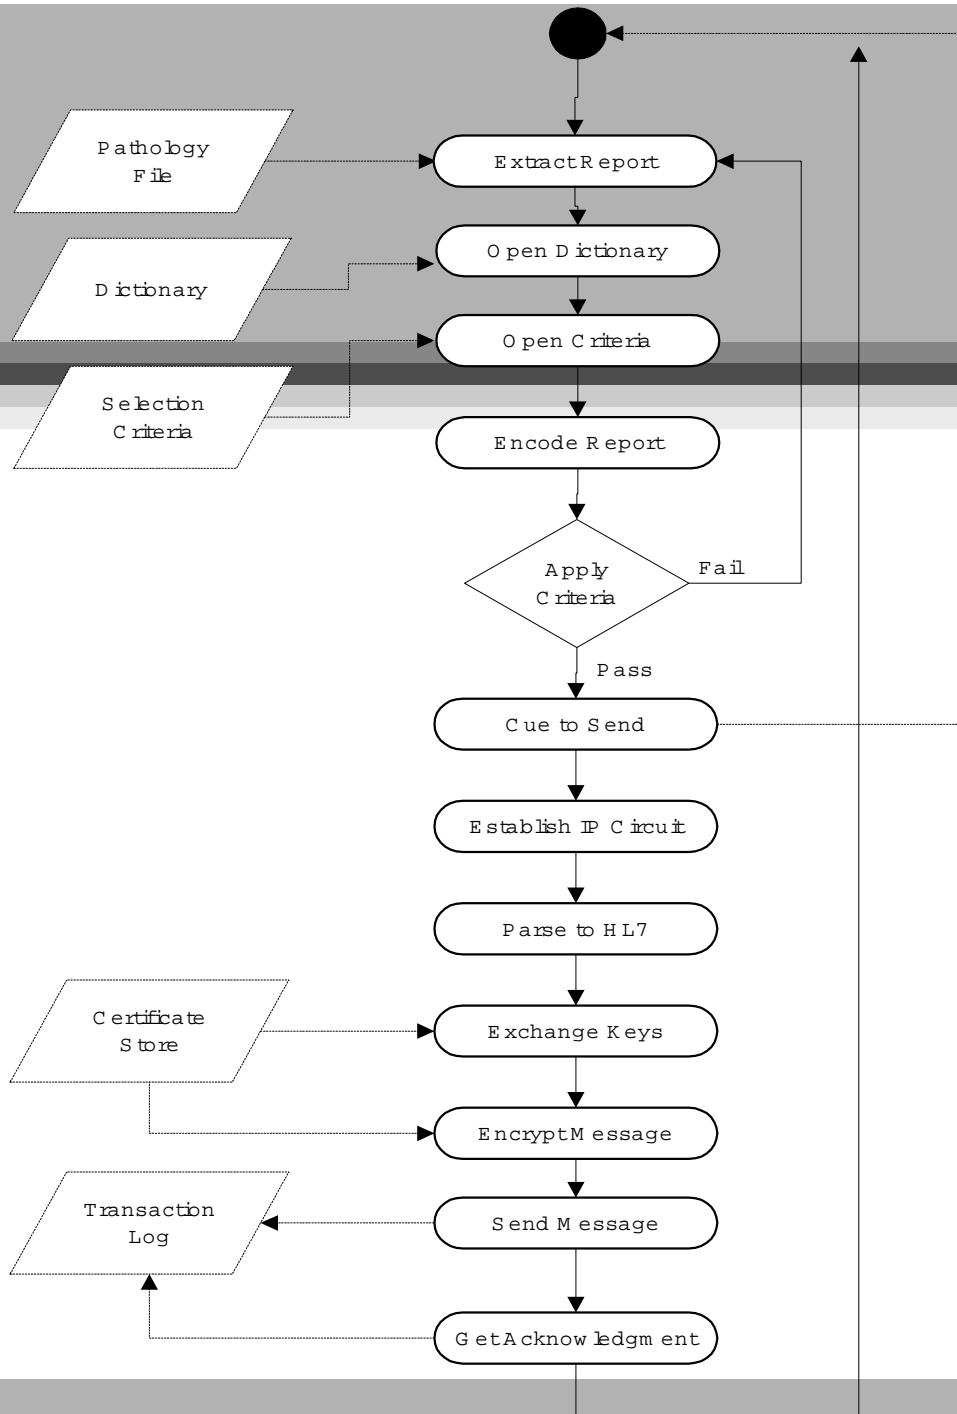 Pathology
File
Extract Report
Open Dictionary
Dictionary
Open Criteria
Selection
Criteria
Encode Report
Apply
Criteria
Fail
Pass
Cue to Send
Establish IP Circuit
Parse to HL7
Certificate
Store
Exchange Keys
Encrypt Message
Transaction
Log
Send Message
Get Acknowledgment